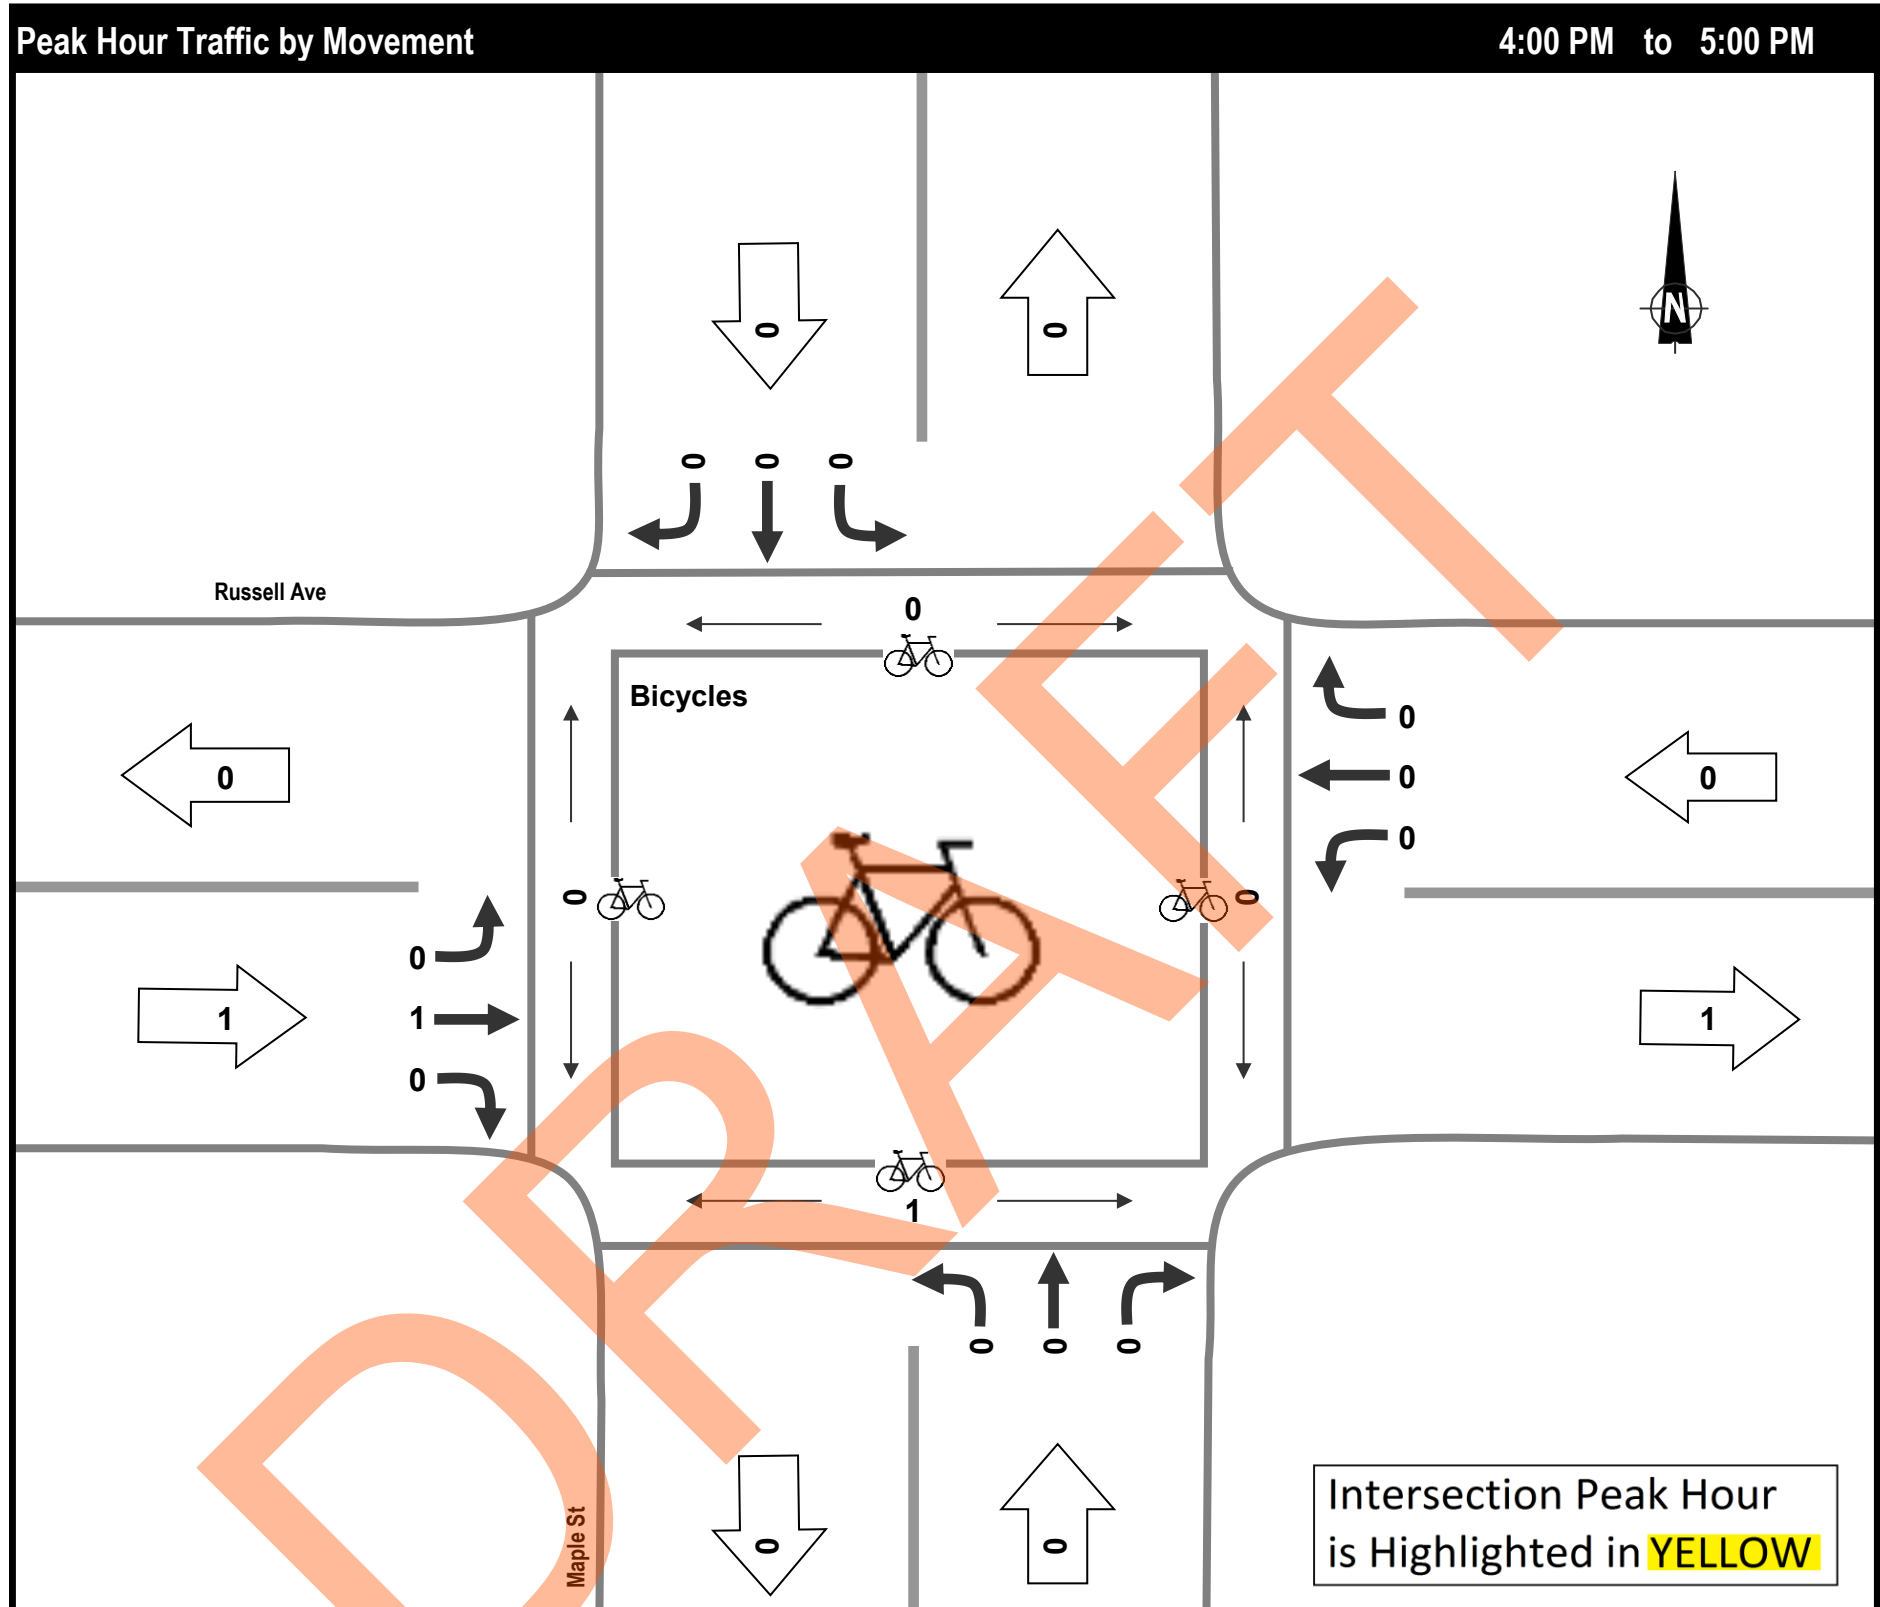 Peak Hour Traffic by Movement 4:00 PM to 5:00 PM
N
0 0
0 0 0
Russell Ave
0
Bicycles
0
0 0 0
0
0 0
0
1 1 1
0
1
0 0 0
Maple St
0 0
Intersection Peak Hour
is Highlighted in YELLOW
DRAFT